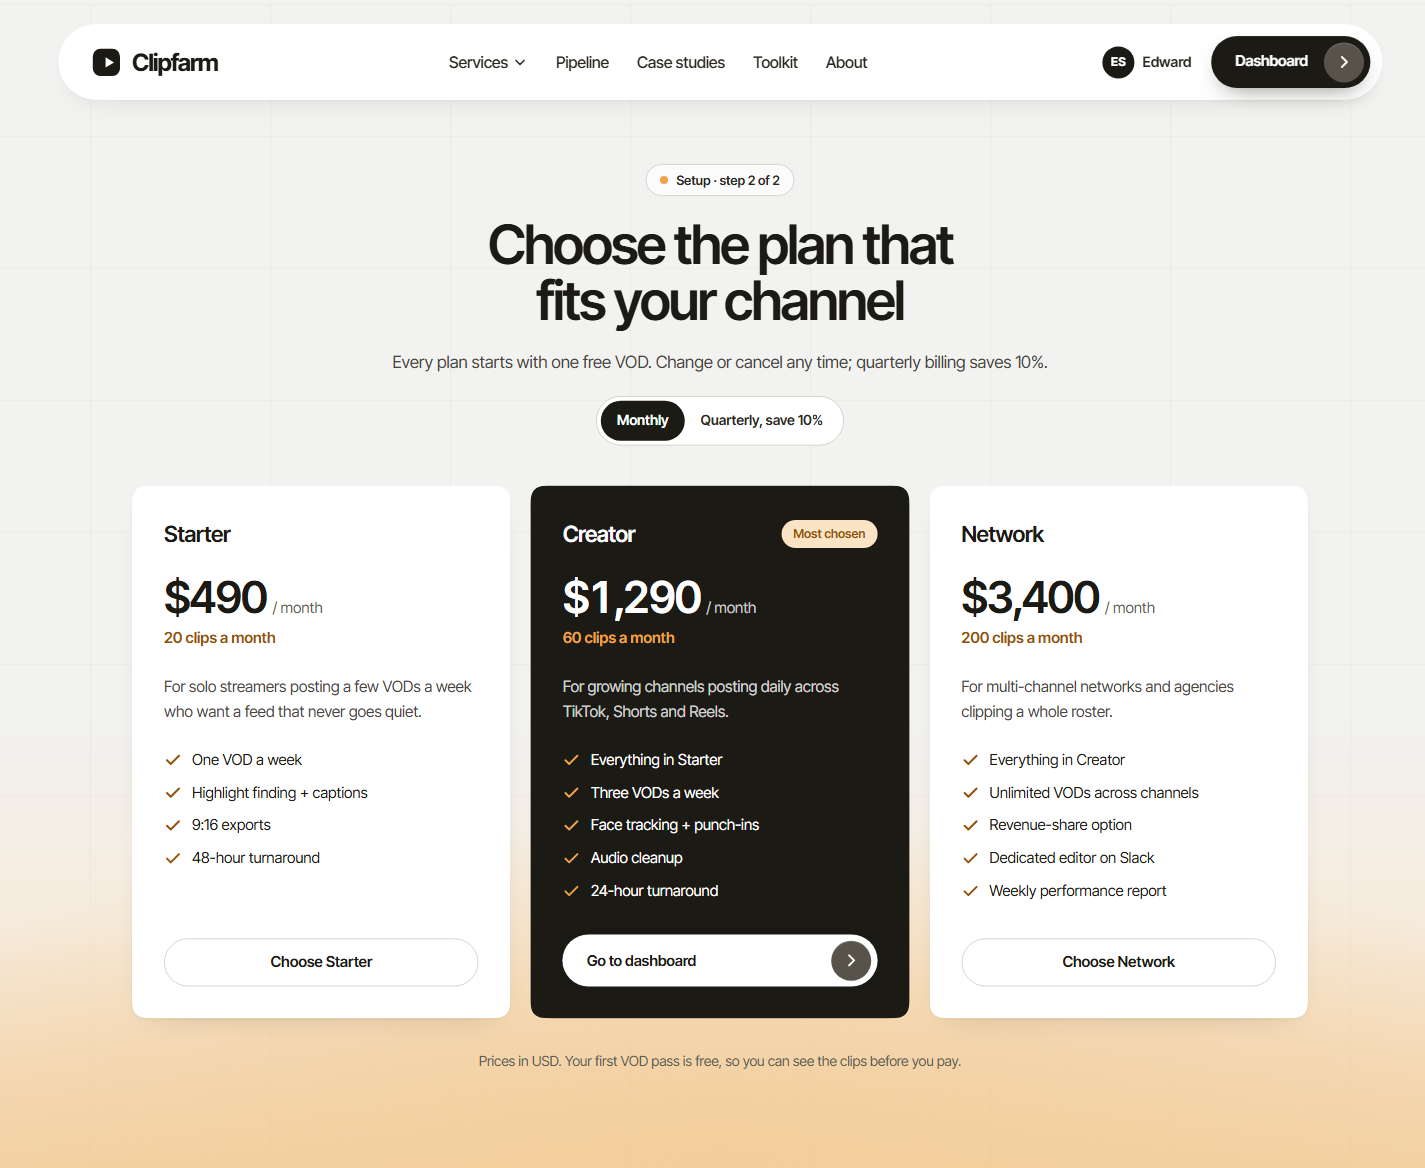 Clipfarm
Services
Pipeline
Case studies
Toolkit
About
ES
Edward
Dashboard
Setup · step 2 of 2
Choose the plan that
fits your channel
Every plan starts with one free VOD. Change or cancel any time; quarterly billing saves 10%.
Monthly
Quarterly, save 10%
Starter
$490 / month
20 clips a month
For solo streamers posting a few VODs a week
who want a feed that never goes quiet.
One VOD a week
Highlight finding + captions
9:16 exports
48-hour turnaround
Choose Starter
Creator
Most chosen
$1,290 / month
60 clips a month
For growing channels posting daily across
TikTok, Shorts and Reels.
Everything in Starter
Three VODs a week
Face tracking + punch-ins
Audio cleanup
24-hour turnaround
Go to dashboard
Network
$3,400 / month
200 clips a month
For multi-channel networks and agencies
clipping a whole roster.
Everything in Creator
Unlimited VODs across channels
Revenue-share option
Dedicated editor on Slack
Weekly performance report
Choose Network
Prices in USD. Your first VOD pass is free, so you can see the clips before you pay.